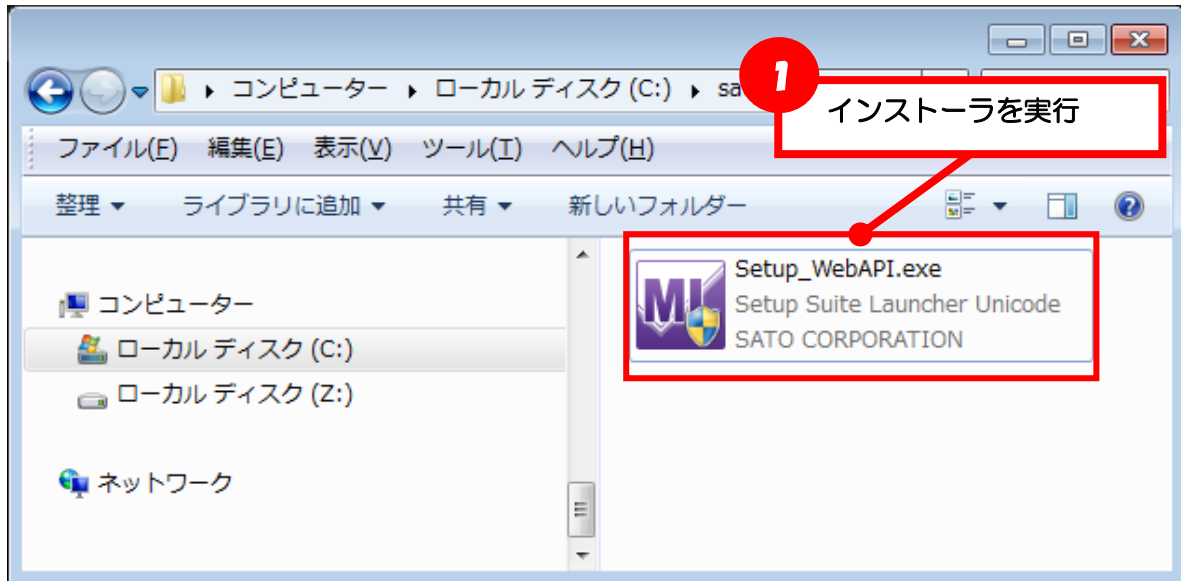 コンピューター ローカル ディスク (C:) sa
1
インストーラを実行
ファイル(F) 編集(E) 表示(V) ツール(T) ヘルプ(H)
整理 ライブラリに追加 共有 新しいフォルダー
コンピューター
ローカル ディスク (C:)
ローカル ディスク (Z:)
ネットワーク
ML
Setup_WebAPI.exe
Setup Suite Launcher Unicode
SATO CORPORATION